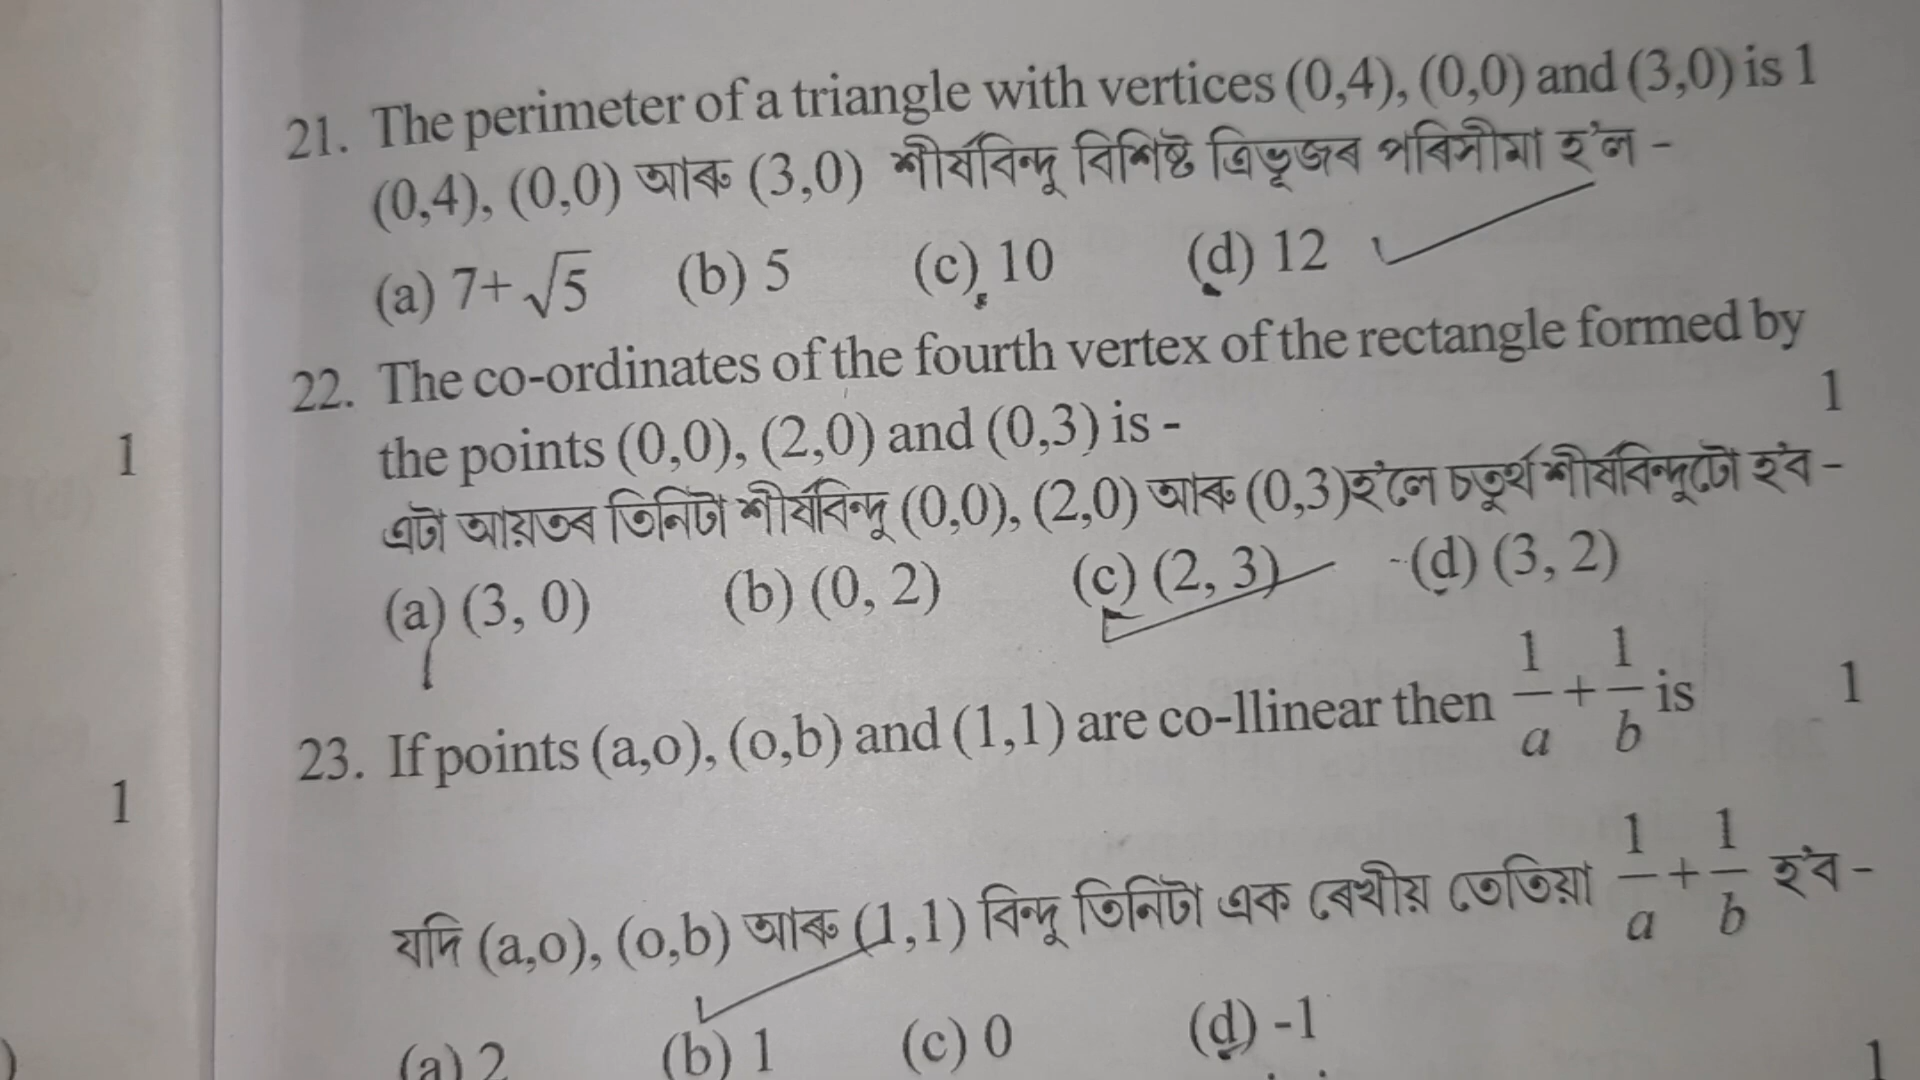 21. The perimeter of a triangle with vertices (0,4), (0,0) and (3,0) is 1
(0,4), (0,0) আৰু (3,0) শীৰ্ষবিন্দু বিশিষ্ট ত্ৰিভূজৰ পৰিসীমা হ'ল -
(a) 7+ √5 (b) 5 (c) 10 (d) 12
22. The co-ordinates of the fourth vertex of the rectangle formed by
the points (0,0), (2,0) and (0,3) is - 1
এটা আয়তৰ তিনিটা শীৰ্ষবিন্দু (0,0), (2,0) আৰু (0,3)হ'লে চতুৰ্থ শীৰ্ষবিন্দুটো হ'ব -
(a) (3, 0) (b) (0, 2) (c) (2, 3) (d) (3, 2)
23. If points (a,o), (o,b) and (1,1) are co-llinear then 1/a + 1/b is 1
যদি (a,o), (o,b) আৰু (1,1) বিন্দু তিনিটা এক ৰেখীয় তেতিয়া 1/a + 1/b হ'ব -
(a) 2 (b) 1 (c) 0 (d) -1
1
1
1